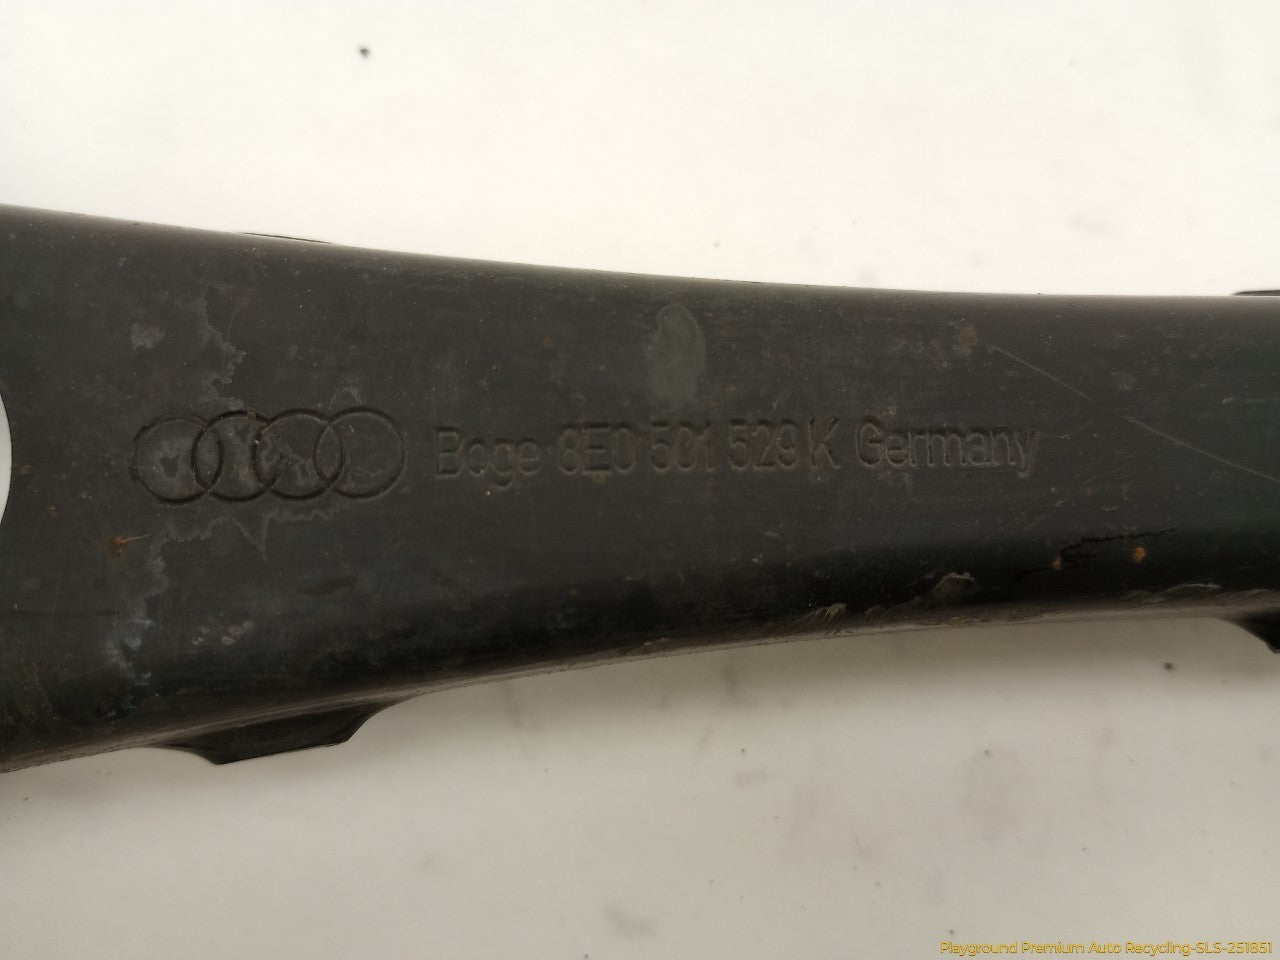 Boge 8E0 501 529 K Germany
Playground Premium Auto Recycling-SLS-251851